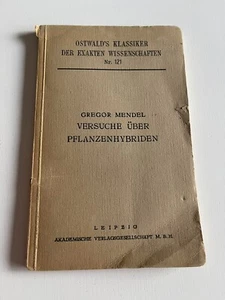 OSTWALD'S KLASSIKER
DER EXAKTEN WISSENSCHAFTEN
Nr. 121
GREGOR MENDEL
VERSUCHE ÜBER
PFLANZENHYBRIDEN
LEIPZIG
AKADEMISCHE VERLAGSGESELLSCHAFT M. B. H.